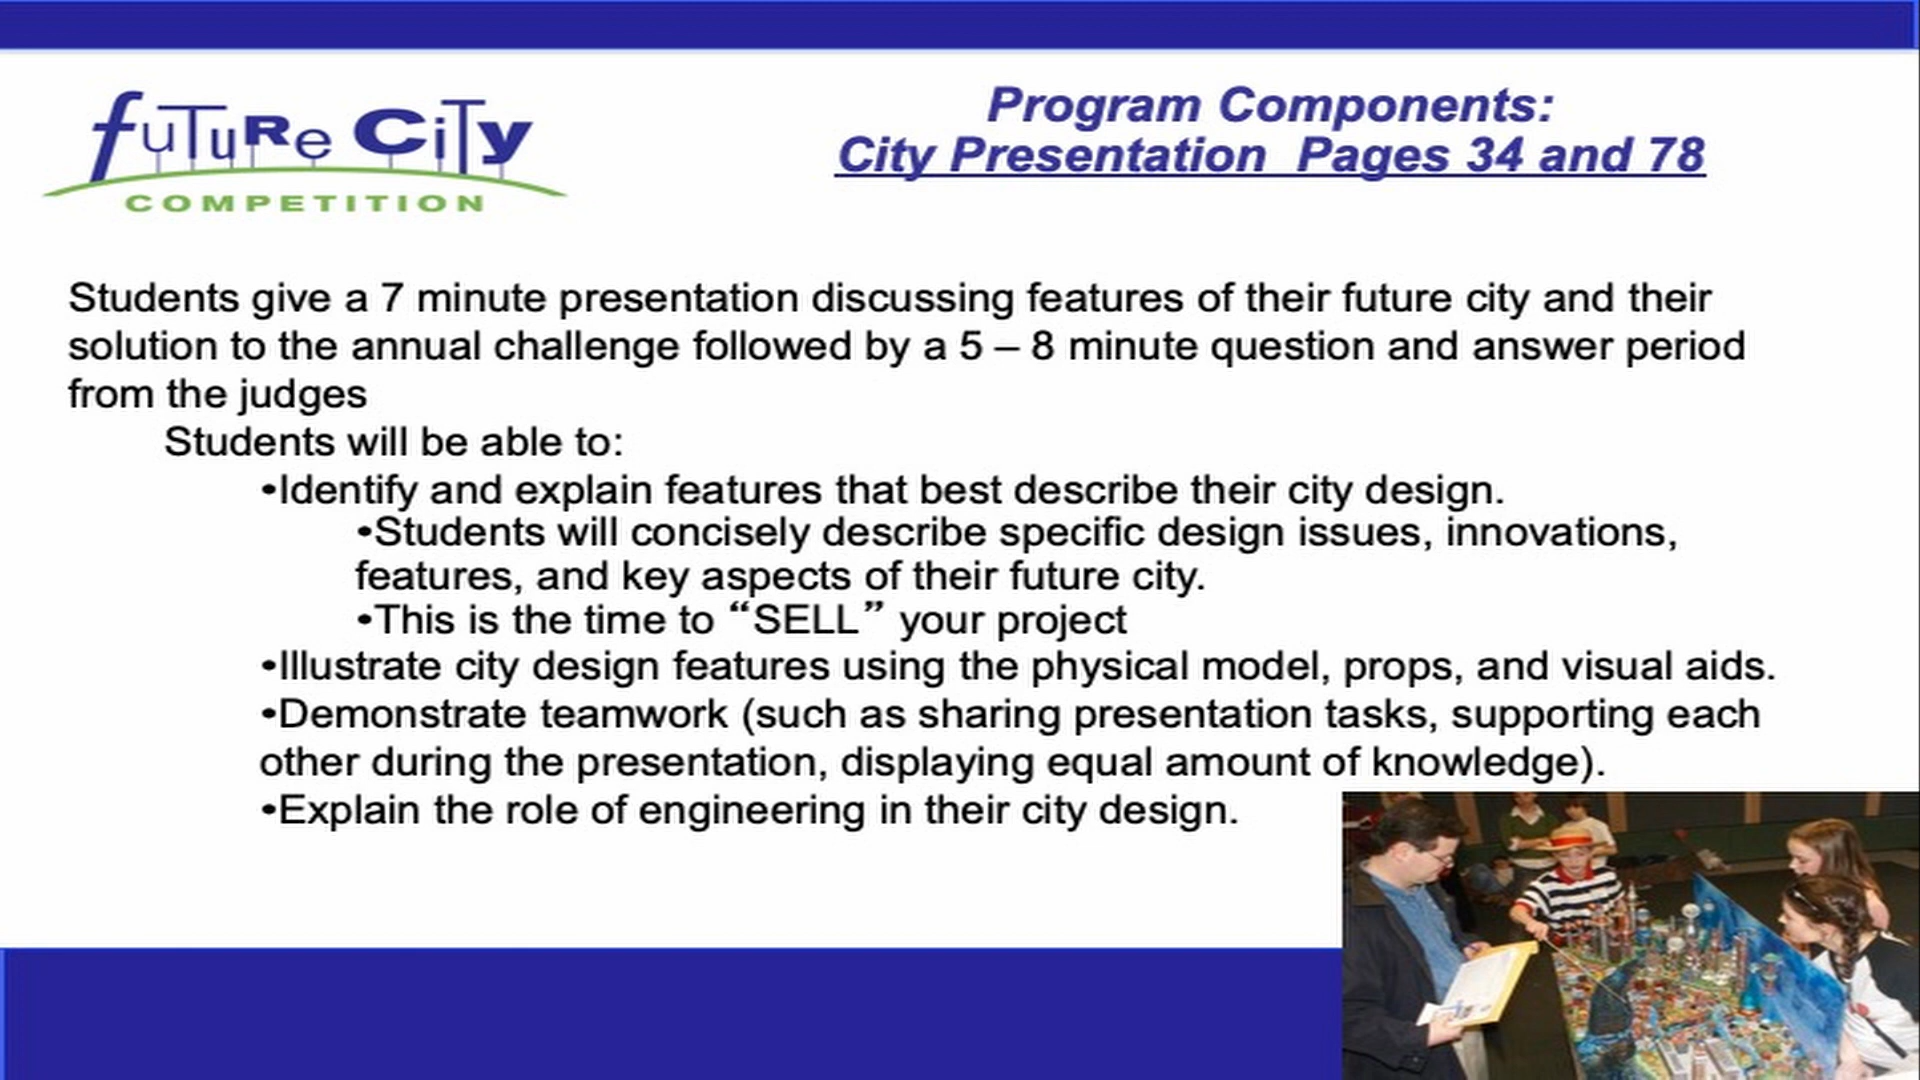 fuTuRe CiTy
COMPETITION
Program Components:
City Presentation  Pages 34 and 78
Students give a 7 minute presentation discussing features of their future city and their
solution to the annual challenge followed by a 5 – 8 minute question and answer period
from the judges
Students will be able to:
•Identify and explain features that best describe their city design.
•Students will concisely describe specific design issues, innovations,
features, and key aspects of their future city.
•This is the time to “SELL” your project
•Illustrate city design features using the physical model, props, and visual aids.
•Demonstrate teamwork (such as sharing presentation tasks, supporting each
other during the presentation, displaying equal amount of knowledge).
•Explain the role of engineering in their city design.